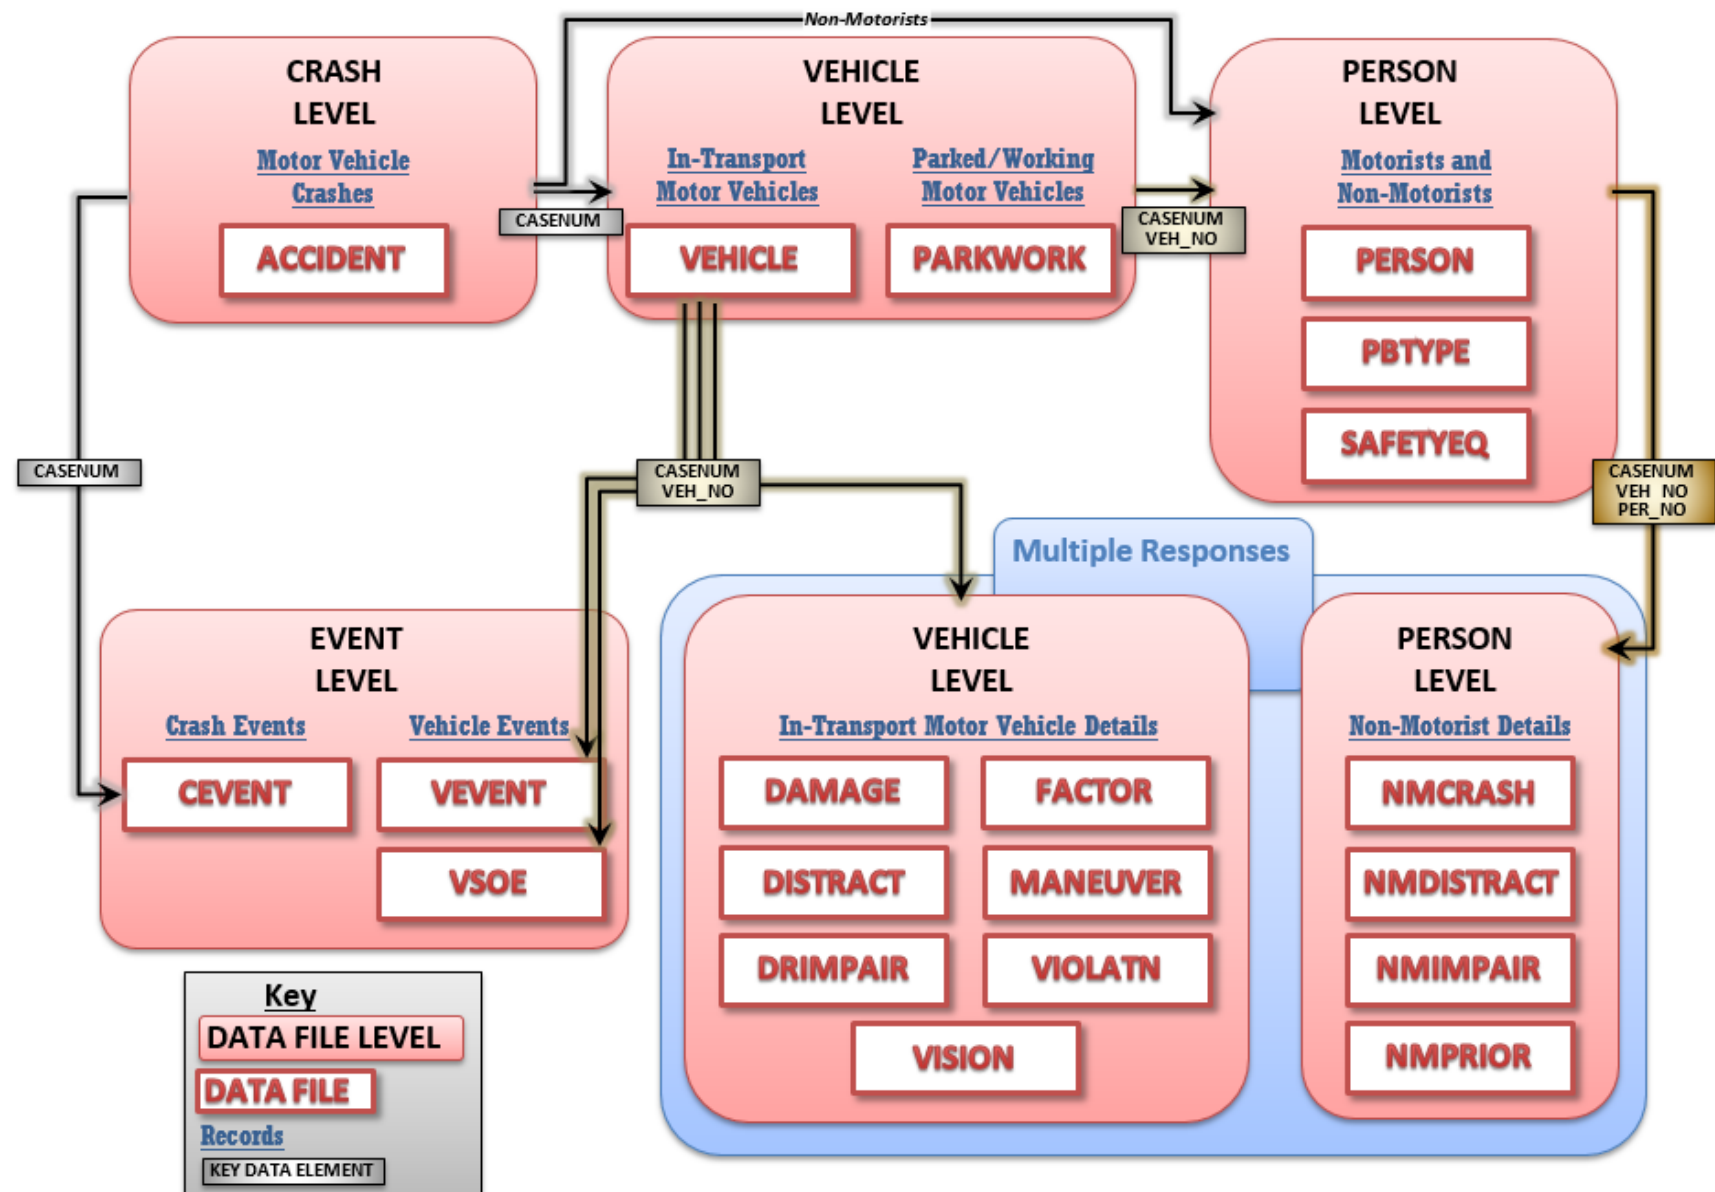 Non-Motorists
CRASH
LEVEL
Motor Vehicle
Crashes
ACCIDENT
CASENUM
VEHICLE
LEVEL
In-Transport
Motor Vehicles
Parked/Working
Motor Vehicles
VEHICLE
PARKWORK
CASENUM
VEH_NO
PERSON
LEVEL
Motorists and
Non-Motorists
PERSON
PBTYPE
SAFETYEQ
CASENUM
CASENUM
VEH_NO
CASENUM
VEH_NO
PER_NO
Multiple Responses
EVENT
LEVEL
Crash Events
Vehicle Events
CEVENT
VEVENT
VSOE
VEHICLE
LEVEL
In-Transport Motor Vehicle Details
DAMAGE
FACTOR
DISTRACT
MANEUVER
DRIMPAIR
VIOLATN
VISION
PERSON
LEVEL
Non-Motorist Details
NMCRASH
NMDISTRACT
NMIMPAIR
NMPRIOR
Key
DATA FILE LEVEL
DATA FILE
Records
KEY DATA ELEMENT